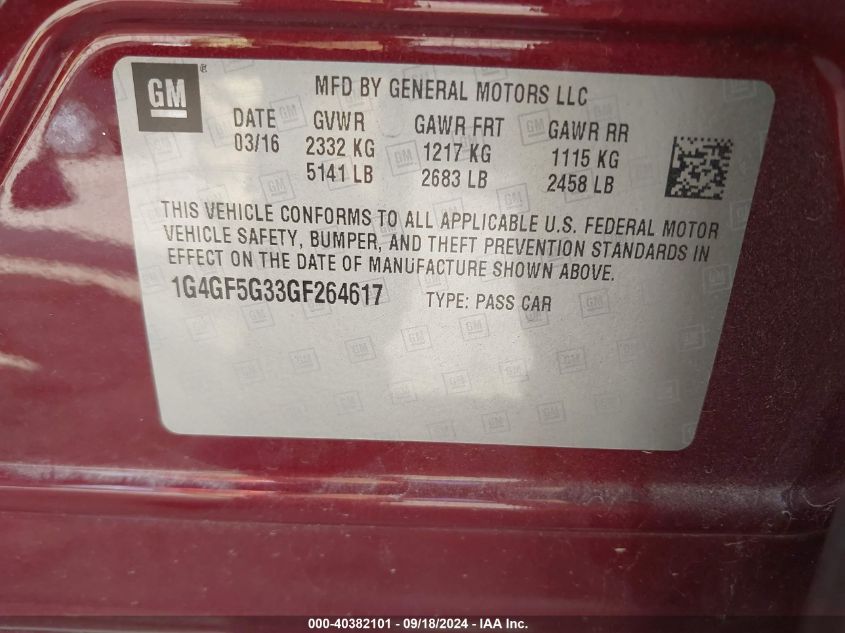 GM®
MFD BY GENERAL MOTORS LLC
DATE GVWR GAWR FRT GAWR RR
03/16 2332 KG 1217 KG 1115 KG
5141 LB 2683 LB 2458 LB
THIS VEHICLE CONFORMS TO ALL APPLICABLE U.S. FEDERAL MOTOR
VEHICLE SAFETY, BUMPER, AND THEFT PREVENTION STANDARDS IN
EFFECT ON THE DATE OF MANUFACTURE SHOWN ABOVE.
1G4GF5G33GF264617 TYPE: PASS CAR
000-40382101 - 09/18/2024 - IAA Inc.